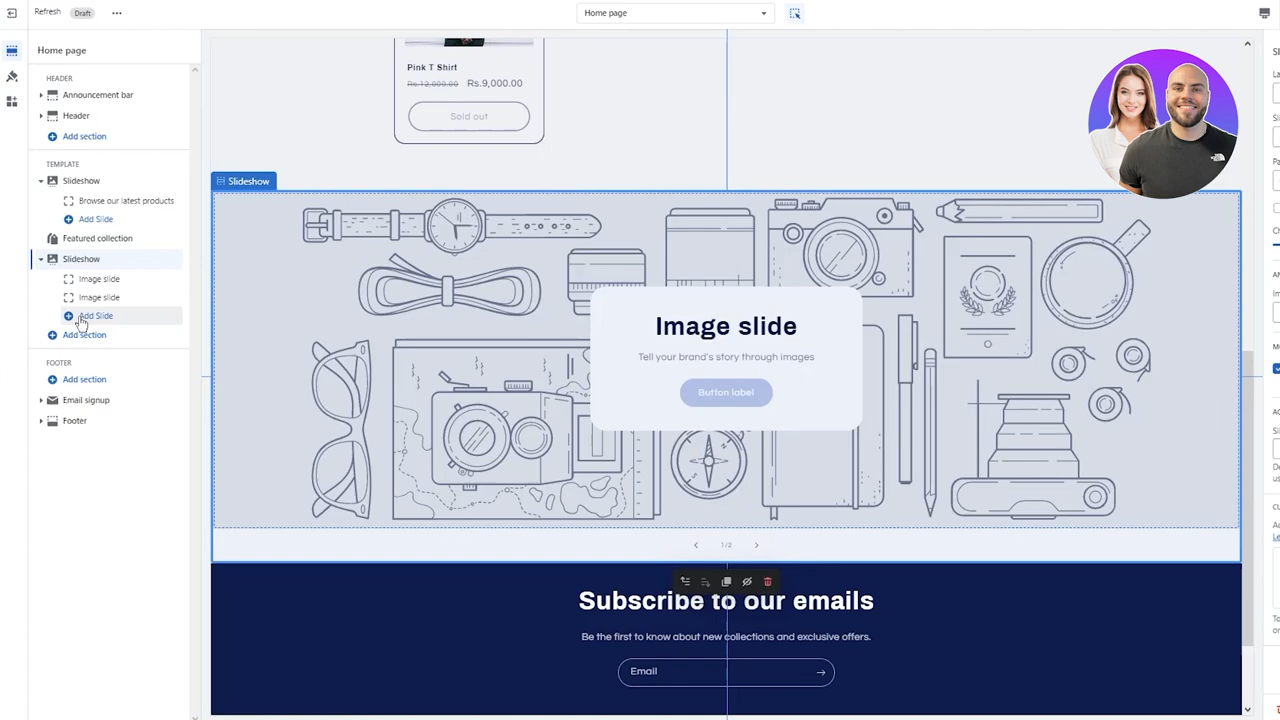 Refresh Draft
Home page
Home page
HEADER
Announcement bar
Header
Add section
TEMPLATE
Slideshow
Browse our latest products
Add Slide
Featured collection
Slideshow
Image slide
Image slide
Add Slide
Add section
FOOTER
Add section
Email signup
Footer
Pink T Shirt
Rs.12,000.00 Rs.9,000.00
Sold out
Slideshow
Image slide
Tell your brand's story through images
Button label
1/2
Subscribe to our emails
Be the first to know about new collections and exclusive offers.
Email